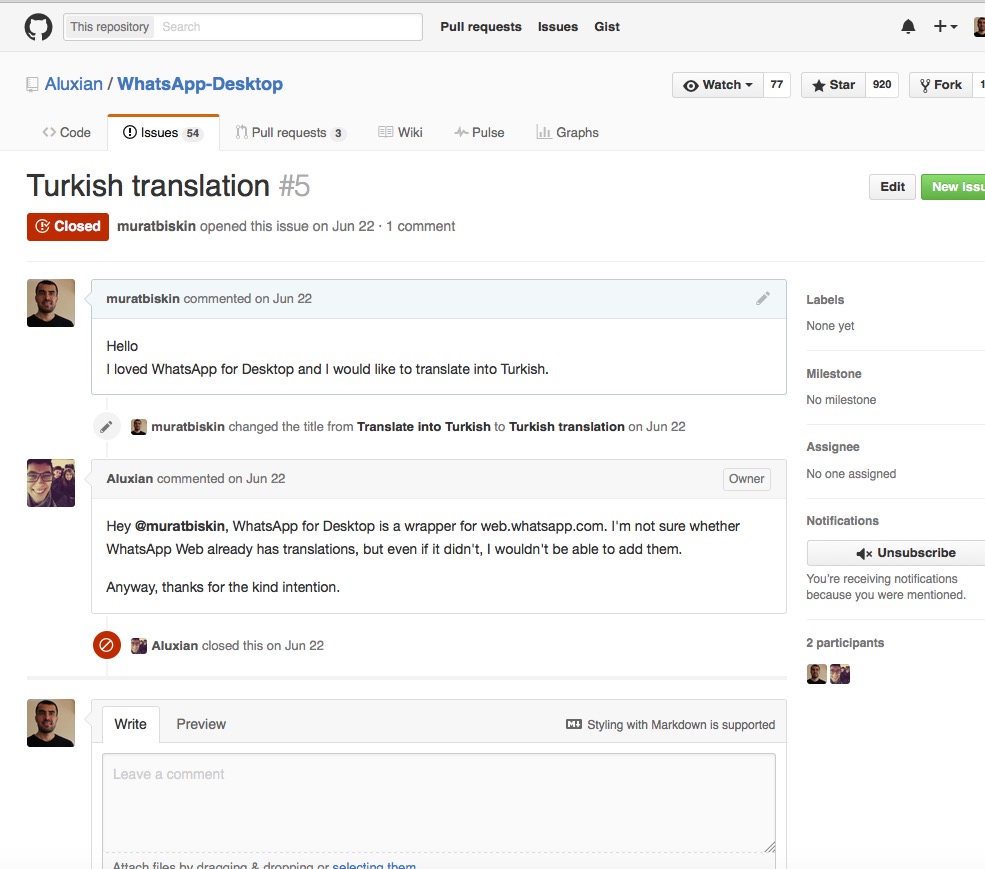 This repository Search Pull requests Issues Gist
Aluxian / WhatsApp-Desktop Watch 77 Star 920 Fork 1
Code Issues 54 Pull requests 3 Wiki Pulse Graphs
Turkish translation #5 Edit New issu
Closed muratbiskin opened this issue on Jun 22 · 1 comment
muratbiskin commented on Jun 22
Hello
I loved WhatsApp for Desktop and I would like to translate into Turkish.
muratbiskin changed the title from Translate into Turkish to Turkish translation on Jun 22
Aluxian commented on Jun 22 Owner
Hey @muratbiskin, WhatsApp for Desktop is a wrapper for web.whatsapp.com. I'm not sure whether
WhatsApp Web already has translations, but even if it didn't, I wouldn't be able to add them.
Anyway, thanks for the kind intention.
Aluxian closed this on Jun 22
Write Preview Styling with Markdown is supported
Leave a comment
Attach files by dragging & dropping or selecting them
Labels
None yet
Milestone
No milestone
Assignee
No one assigned
Notifications
Unsubscribe
You're receiving notifications
because you were mentioned.
2 participants